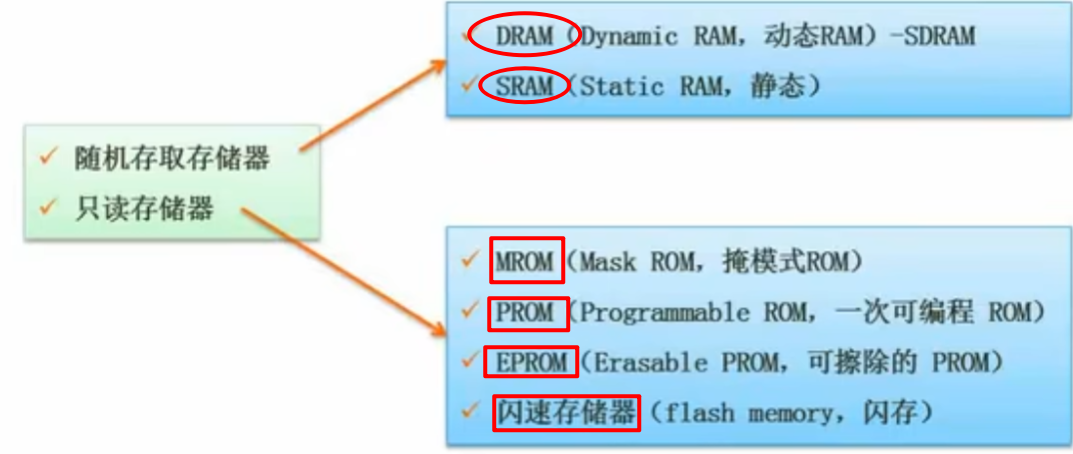 DRAM（Dynamic RAM，动态RAM）-SDRAM
SRAM（Static RAM，静态）
随机存取存储器
只读存储器
MROM（Mask ROM，掩模式ROM）
PROM（Programmable ROM，一次可编程 ROM）
EPROM（Erasable PROM，可擦除的 PROM）
闪速存储器（flash memory，闪存）